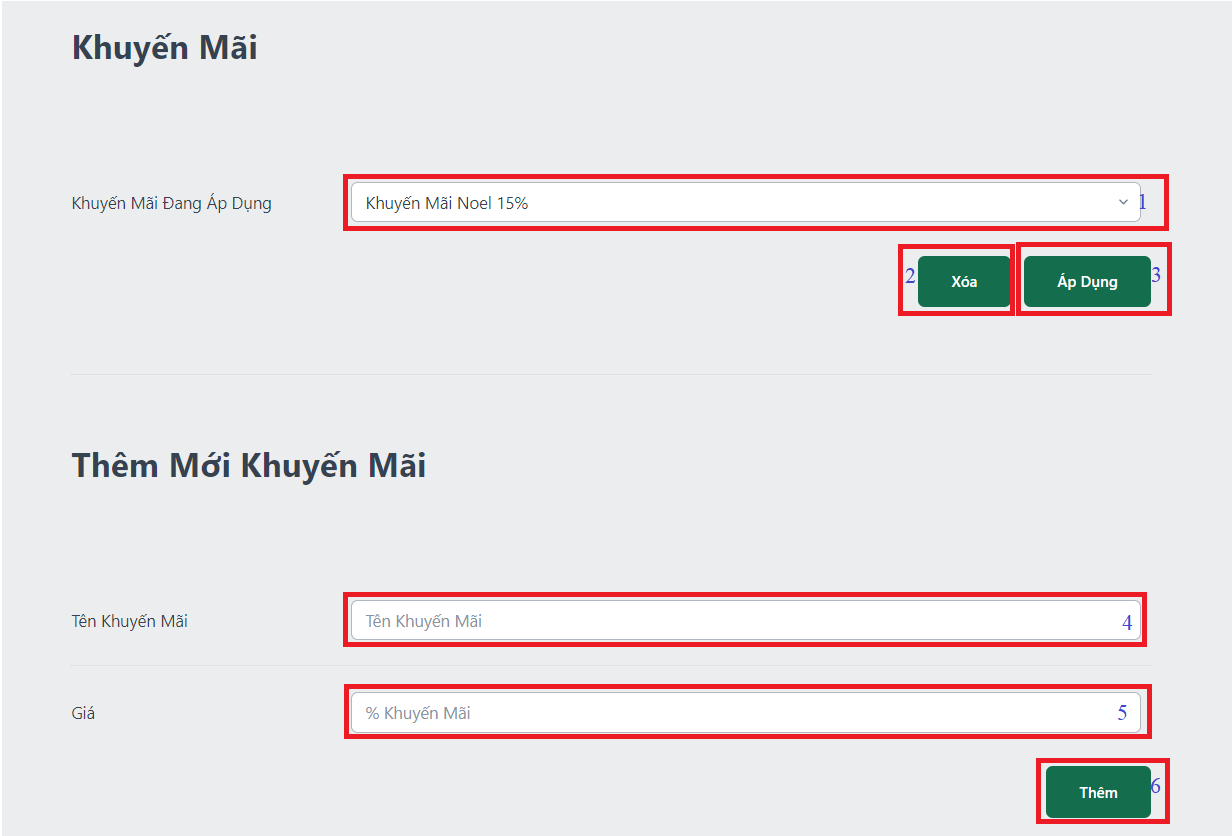 Khuyến Mãi
Khuyến Mãi Đang Áp Dụng
Khuyến Mãi Noel 15% 1
2 Xóa Áp Dụng 3
Thêm Mới Khuyến Mãi
Tên Khuyến Mãi
Tên Khuyến Mãi 4
Giá
% Khuyến Mãi 5
Thêm 6